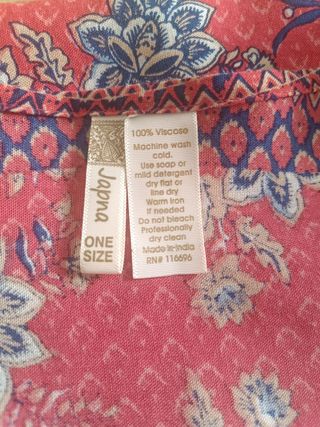 Japna
ONE
SIZE
100% Viscose
Machine wash
cold.
Use soap or
mild detergent
dry flat or
line dry
Warm Iron
If needed
Do not bleach
Professionally
dry clean
Made-in-India
RN# 116696